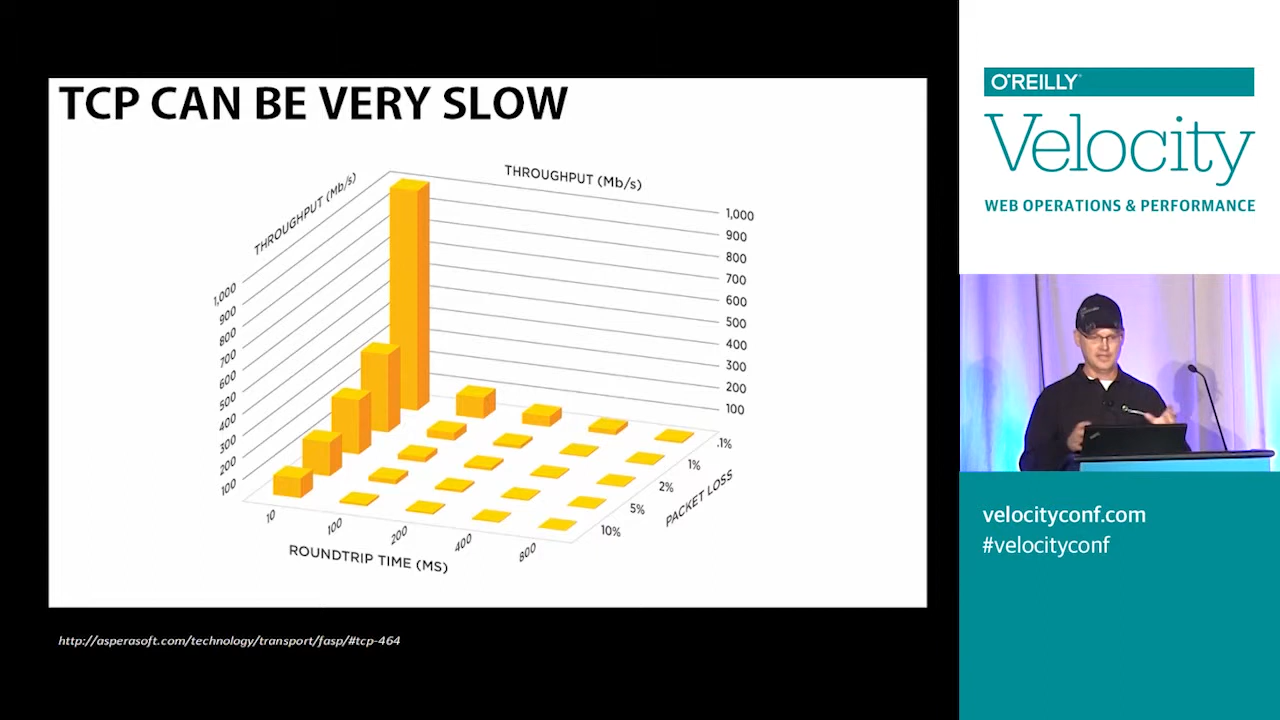 TCP CAN BE VERY SLOW
THROUGHPUT (Mb/s)
THROUGHPUT (Mb/s)
1,000
900
800
700
600
500
400
300
200
100
1,000
900
800
700
600
500
400
300
200
100
.1%
1%
2%
5%
10%
PACKET LOSS
10
100
200
400
800
ROUNDTRIP TIME (MS)
http://asperasoft.com/technology/transport/fasp/#tcp-464
O'REILLY®
Velocity
WEB OPERATIONS & PERFORMANCE
velocityconf.com
#velocityconf